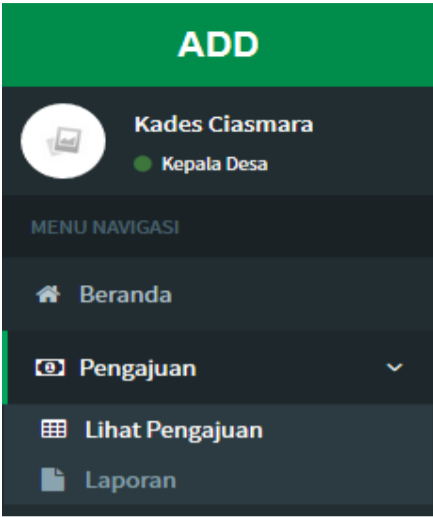 ADD
Kades Ciasmara
Kepala Desa
MENU NAVIGASI
Beranda
Pengajuan
Lihat Pengajuan
Laporan